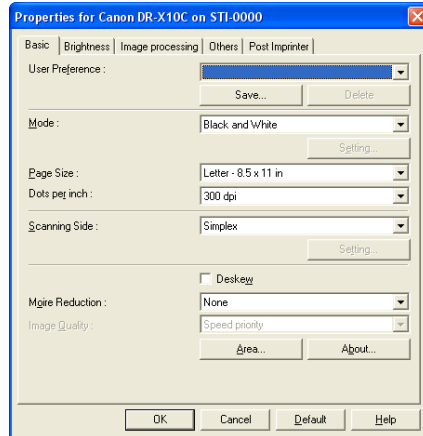 Properties for Canon DR-X10C on STI-0000
Basic Brightness Image processing Others Post Imprinter
User Preference :
Save... Delete
Mode : Black and White
Setting...
Page Size : Letter - 8.5 x 11 in
Dots per inch : 300 dpi
Scanning Side : Simplex
Setting...
Deskew
Moire Reduction : None
Image Quality : Speed priority
Area... About...
OK Cancel Default Help